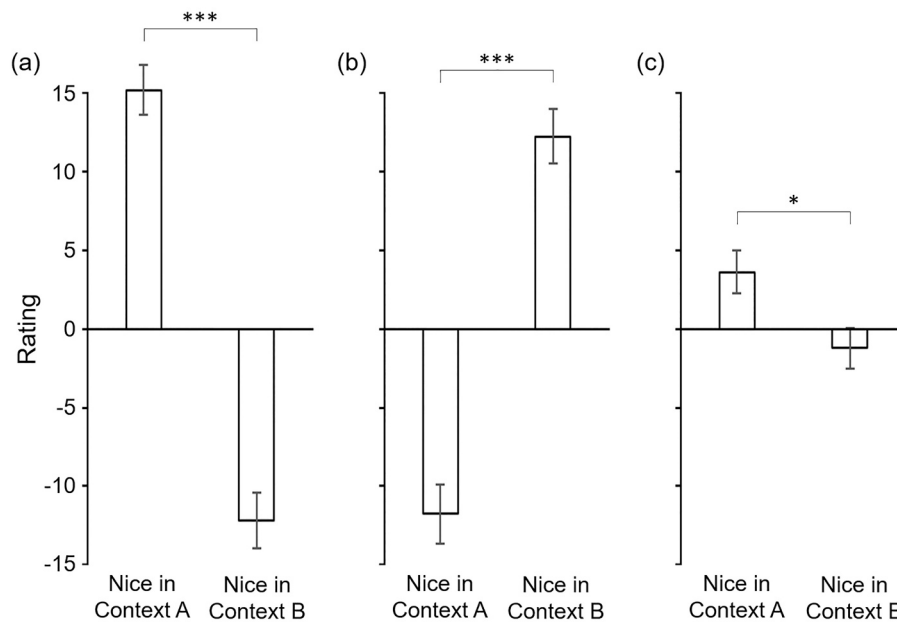 ***
***
(a)
(b)
(c)
15
10
*
5
0
Rating
-5
-10
-15
Nice in
Context A
Nice in
Context B
Nice in
Context A
Nice in
Context B
Nice in
Context A
Nice in
Context B